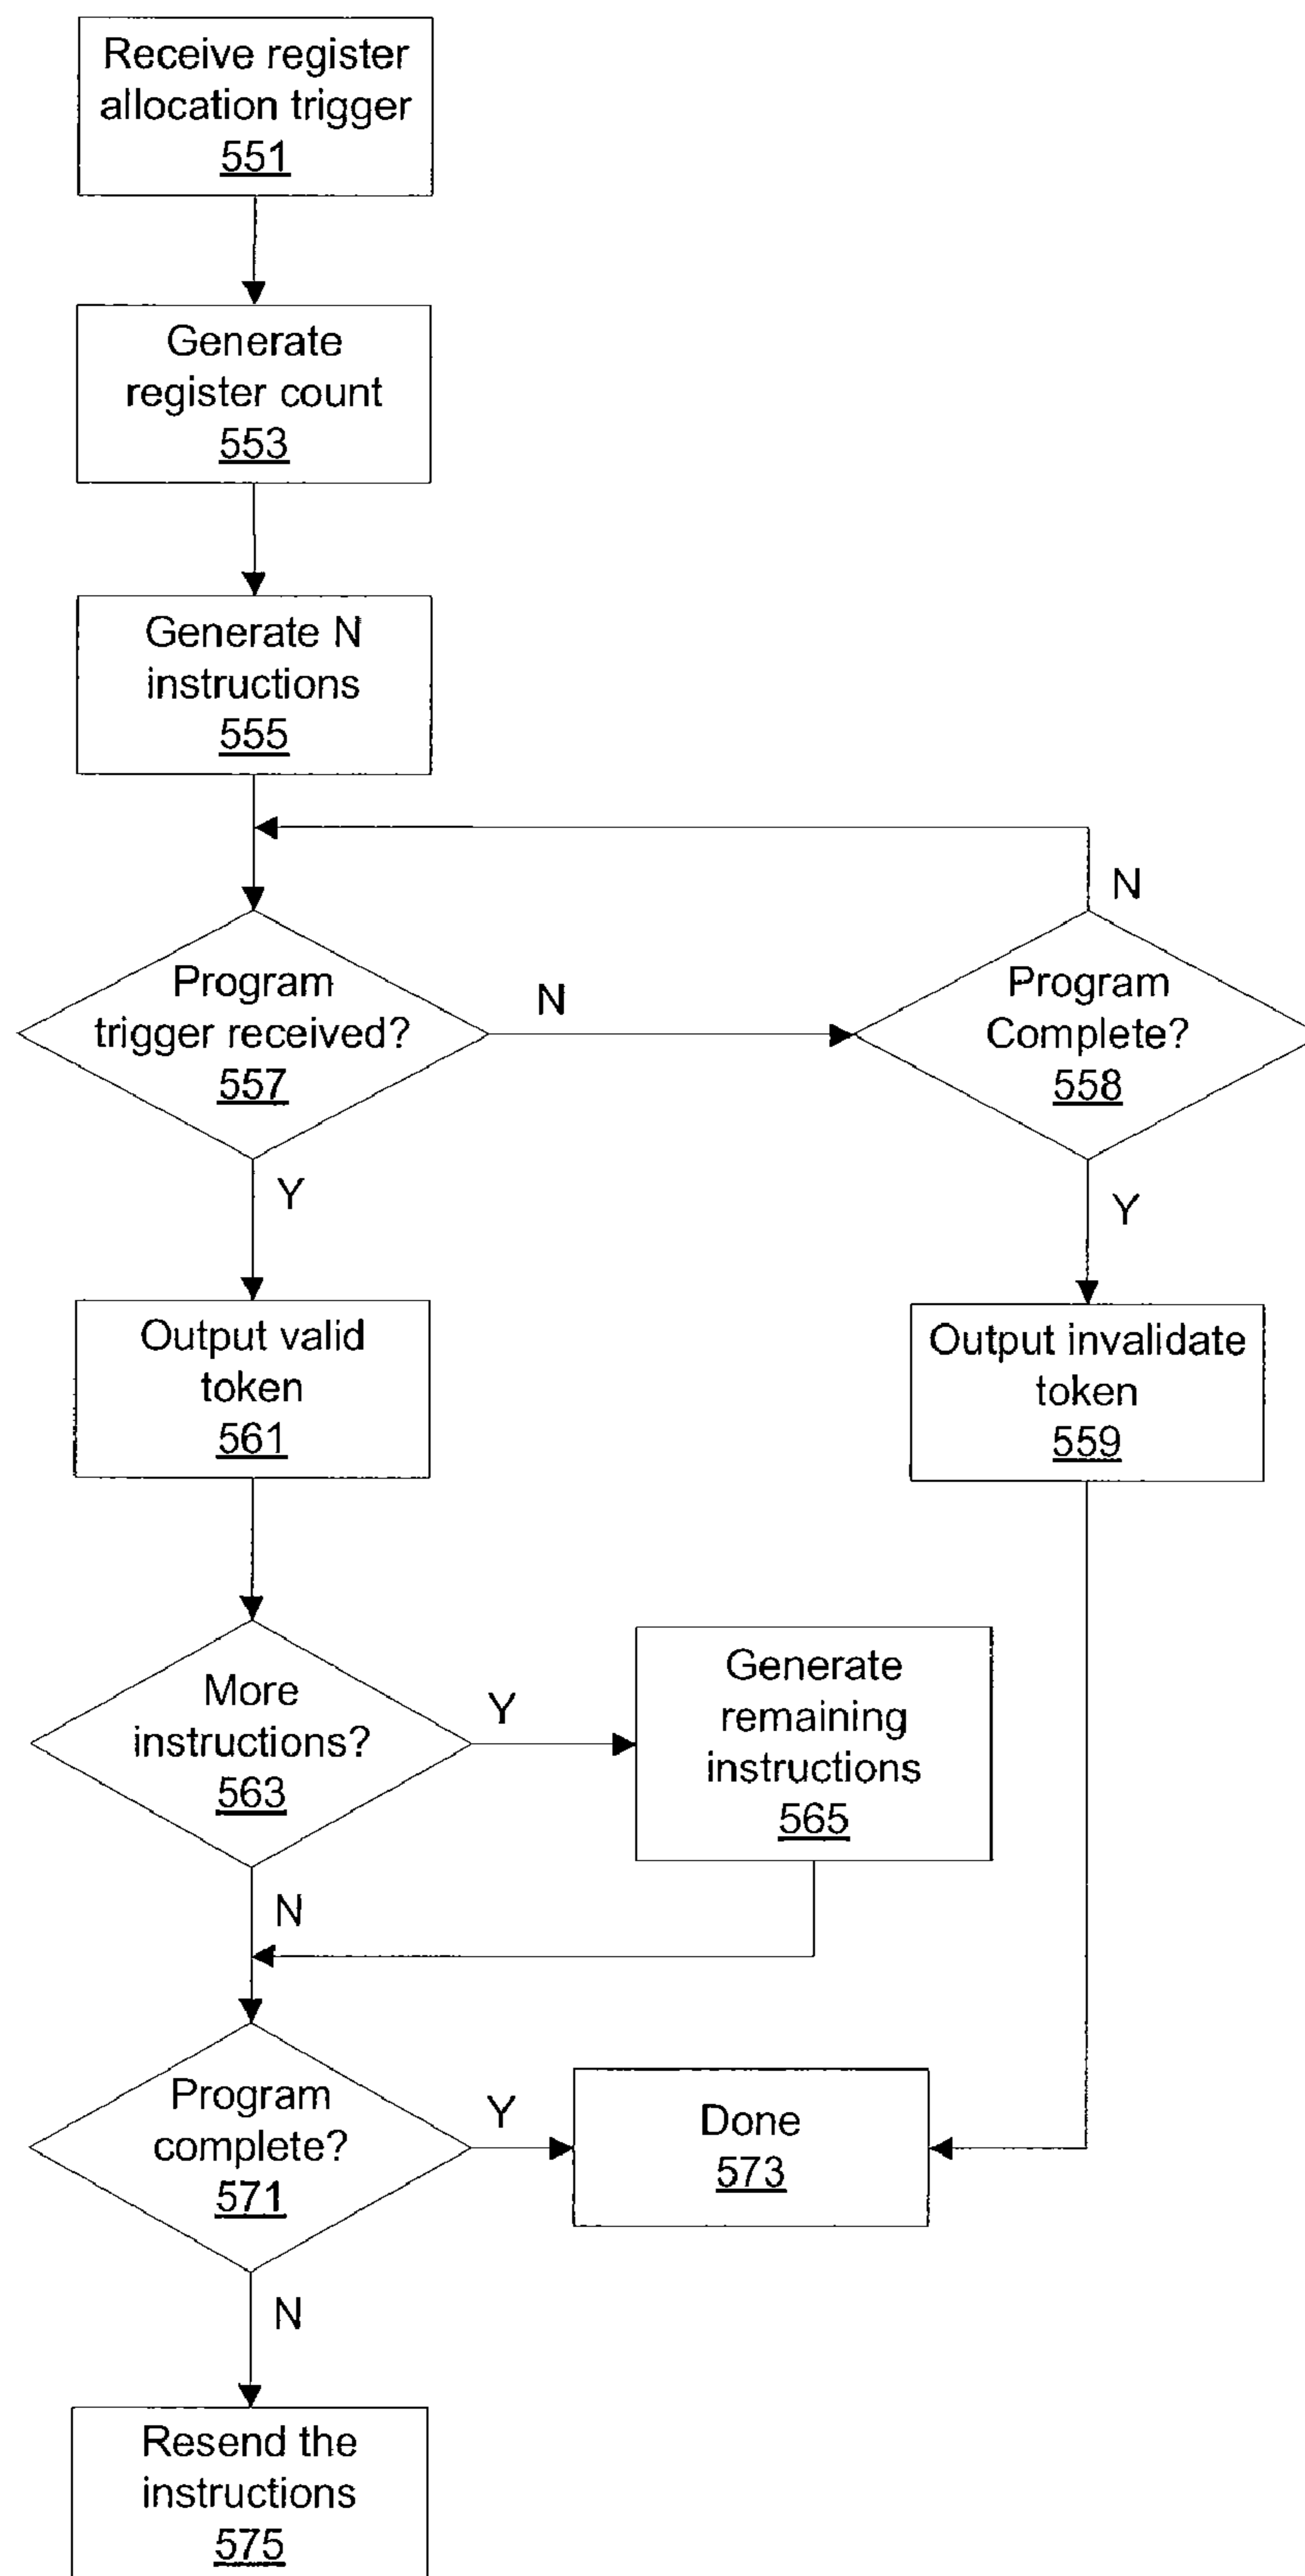 Receive register
allocation trigger
551
Generate
register count
553
Generate N
instructions
555
N
Program
trigger received?
557
N
Program
Complete?
558
Y
Y
Output valid
token
561
Output invalidate
token
559
More
instructions?
563
Y
Generate
remaining
instructions
565
N
Program
complete?
571
Y
Done
573
N
Resend the
instructions
575